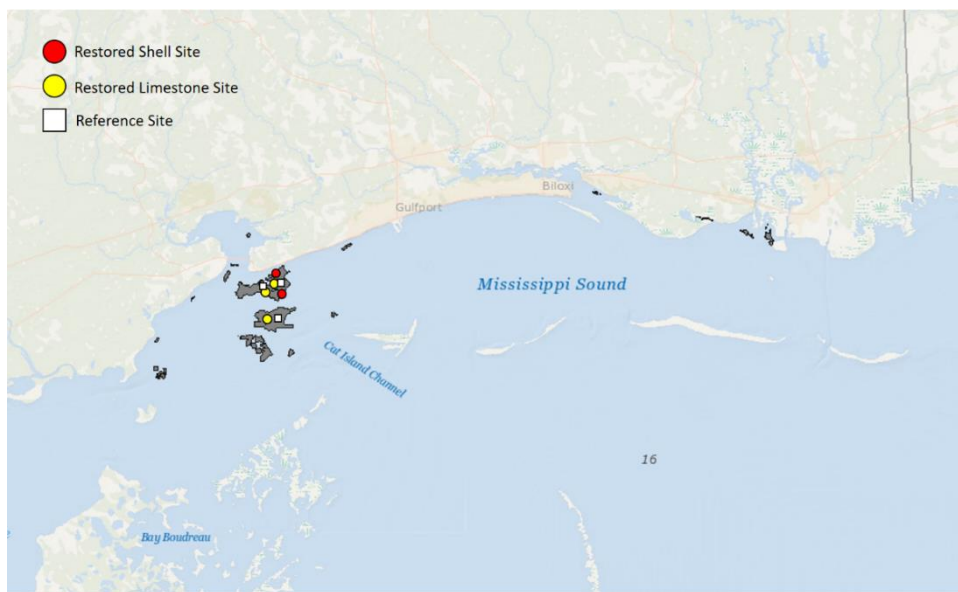 Restored Shell Site
Restored Limestone Site
Reference Site
Biloxi
Gulfport
Mississippi Sound
Cat Island Channel
16
Bay Boudreau